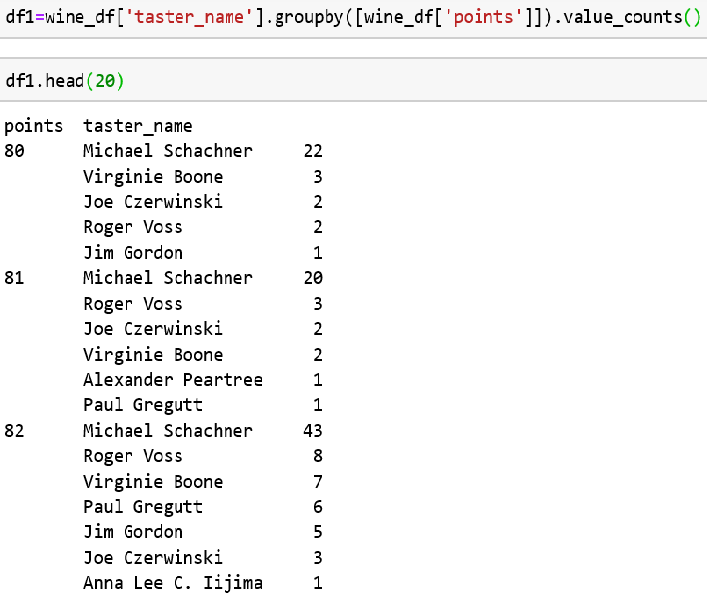 df1=wine_df['taster_name'].groupby([wine_df['points']]).value_counts()
df1.head(20)
points  taster_name
80      Michael Schachner     22
        Virginie Boone         3
        Joe Czerwinski         2
        Roger Voss             2
        Jim Gordon             1
81      Michael Schachner     20
        Roger Voss             3
        Joe Czerwinski         2
        Virginie Boone         2
        Alexander Peartree     1
        Paul Gregutt           1
82      Michael Schachner     43
        Roger Voss             8
        Virginie Boone         7
        Paul Gregutt           6
        Jim Gordon             5
        Joe Czerwinski         3
        Anna Lee C. Iijima     1